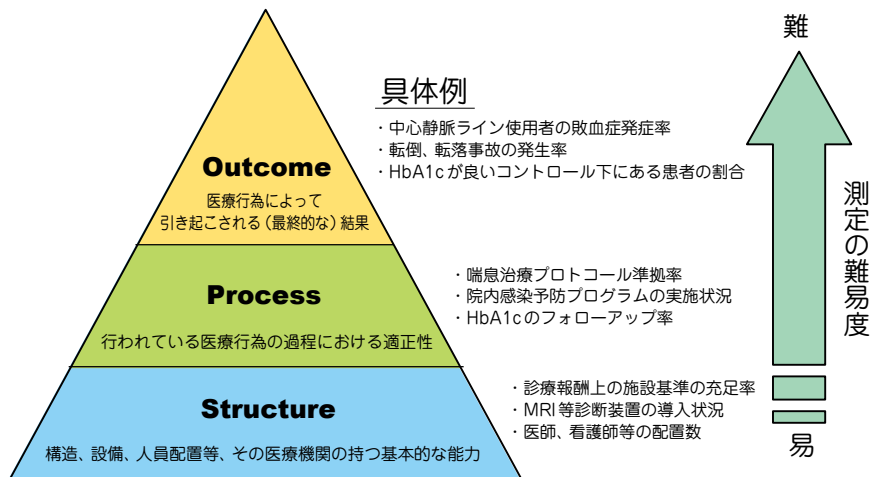 難
具体例
・中心静脈ライン使用者の敗血症発症率
・転倒、転落事故の発生率
・HbA1cが良いコントロール下にある患者の割合
Outcome
医療行為によって
引き起こされる(最終的な)結果
測定の難易度
・喘息治療プロトコール準拠率
・院内感染予防プログラムの実施状況
・HbA1cのフォローアップ率
Process
行われている医療行為の過程における適正性
・診療報酬上の施設基準の充足率
・MRI等診断装置の導入状況
・医師、看護師等の配置数
Structure
構造、設備、人員配置等、その医療機関の持つ基本的な能力
易